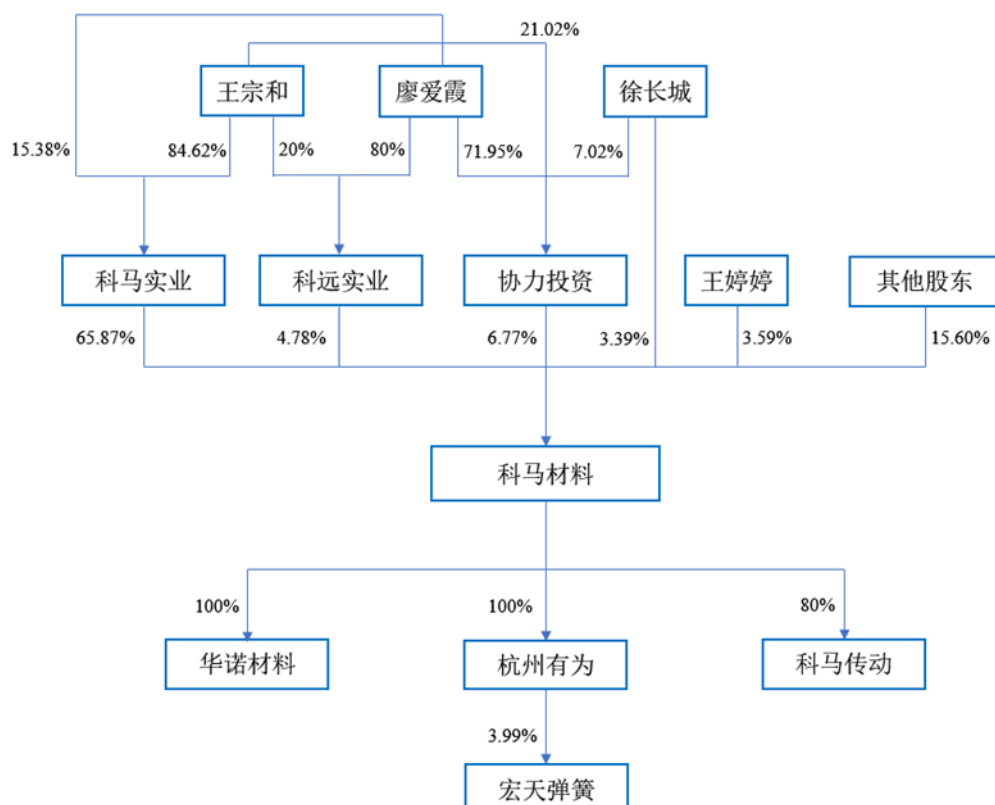 21.02%
王宗和
廖爱霞
徐长城
15.38%
84.62%
20%
80%
71.95%
7.02%
科马实业
科远实业
协力投资
王婷婷
其他股东
65.87%
4.78%
6.77%
3.39%
3.59%
15.60%
科马材料
100%
100%
80%
华诺材料
杭州有为
科马传动
3.99%
宏天弹簧